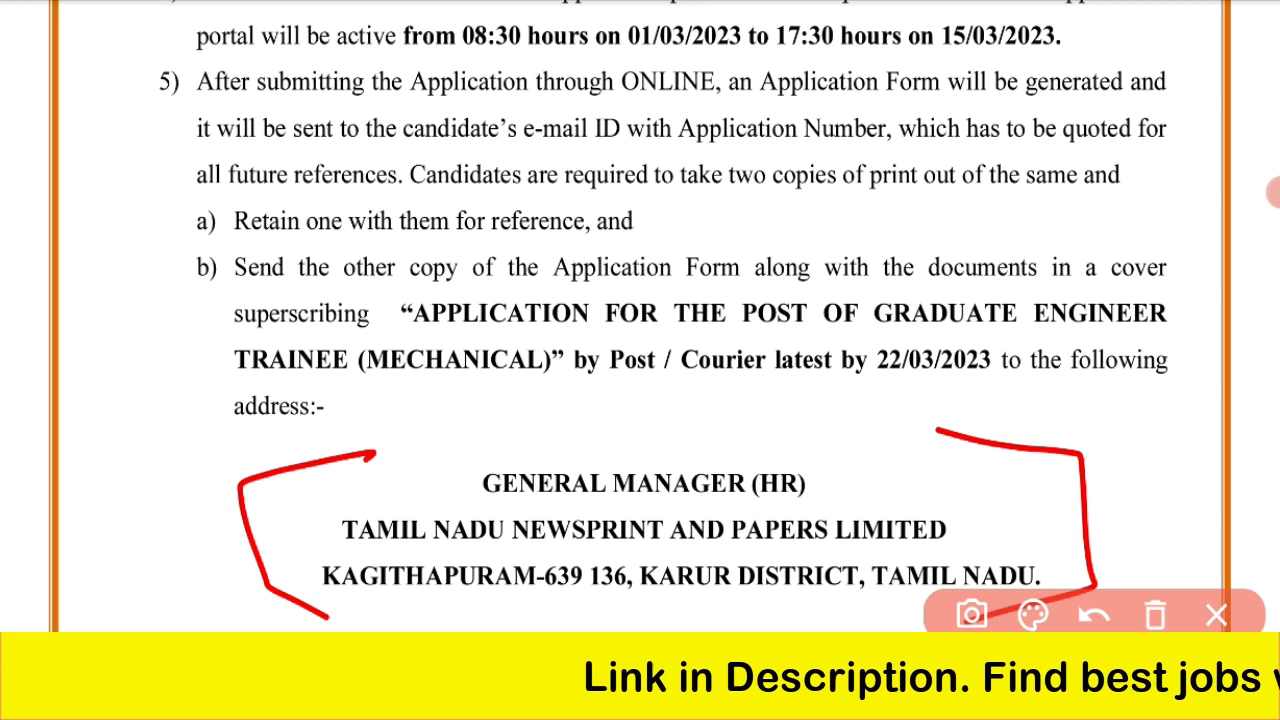 portal will be active from 08:30 hours on 01/03/2023 to 17:30 hours on 15/03/2023.
5) After submitting the Application through ONLINE, an Application Form will be generated and
it will be sent to the candidate’s e-mail ID with Application Number, which has to be quoted for
all future references. Candidates are required to take two copies of print out of the same and
a) Retain one with them for reference, and
b) Send the other copy of the Application Form along with the documents in a cover
superscribing “APPLICATION FOR THE POST OF GRADUATE ENGINEER
TRAINEE (MECHANICAL)” by Post / Courier latest by 22/03/2023 to the following
address:-
GENERAL MANAGER (HR)
TAMIL NADU NEWSPRINT AND PAPERS LIMITED
KAGITHAPURAM-639 136, KARUR DISTRICT, TAMIL NADU.
Link in Description. Find best jobs